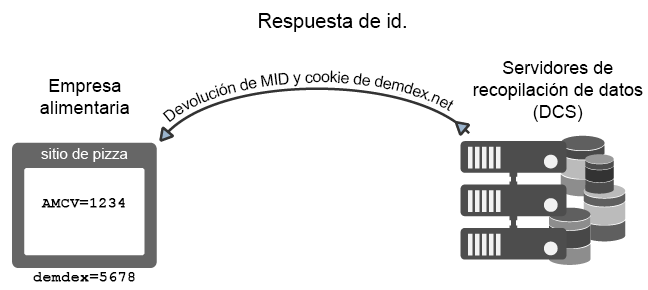 Respuesta de id.
Empresa
alimentaria
Devolución de MID y cookie de demdex.net
Servidores de
recopilación de datos
(DCS)
sitio de pizza
AMCV=1234
demdex=5678